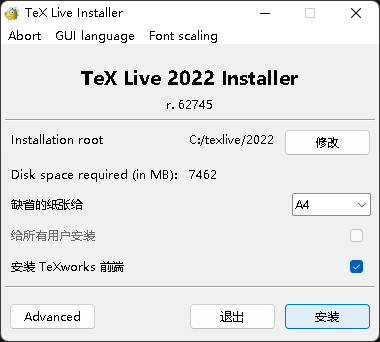 TeX Live Installer
Abort GUI language Font scaling
TeX Live 2022 Installer
r. 62745
Installation root C:/texlive/2022 修改
Disk space required (in MB): 7462
缺省的纸张给 A4
给所有用户安装
安装 TeXworks 前端
Advanced 退出 安装